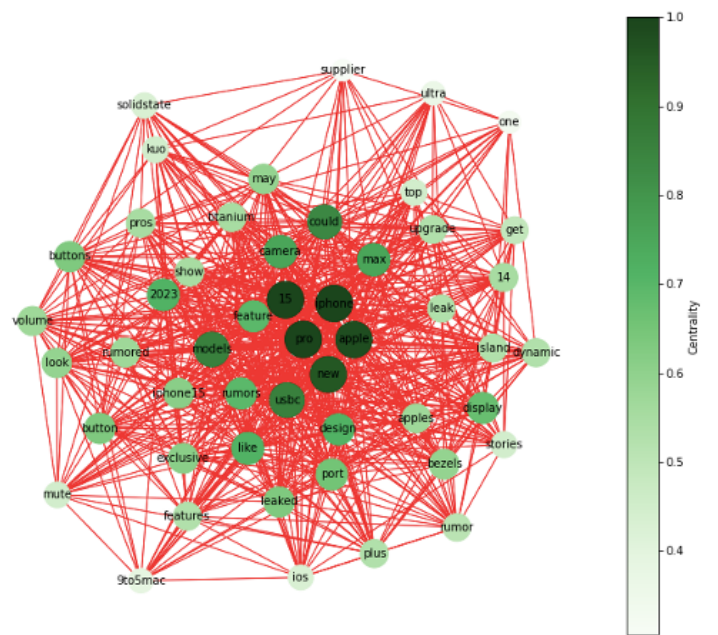 supplier
ultra
solidstate
one
kuo
may
top
pros
titanium
could
upgrade
get
buttons
camera
max
show
14
2023
15
iphone
leak
volume
feature
models
pro
apple
look
rumored
island
dynamic
new
iphone15
rumors
usbc
display
apples
button
design
like
stories
exclusive
port
bezels
mute
leaked
features
rumor
plus
9to5mac
ios
1.0
0.9
0.8
0.7
0.6
0.5
0.4
Centrality